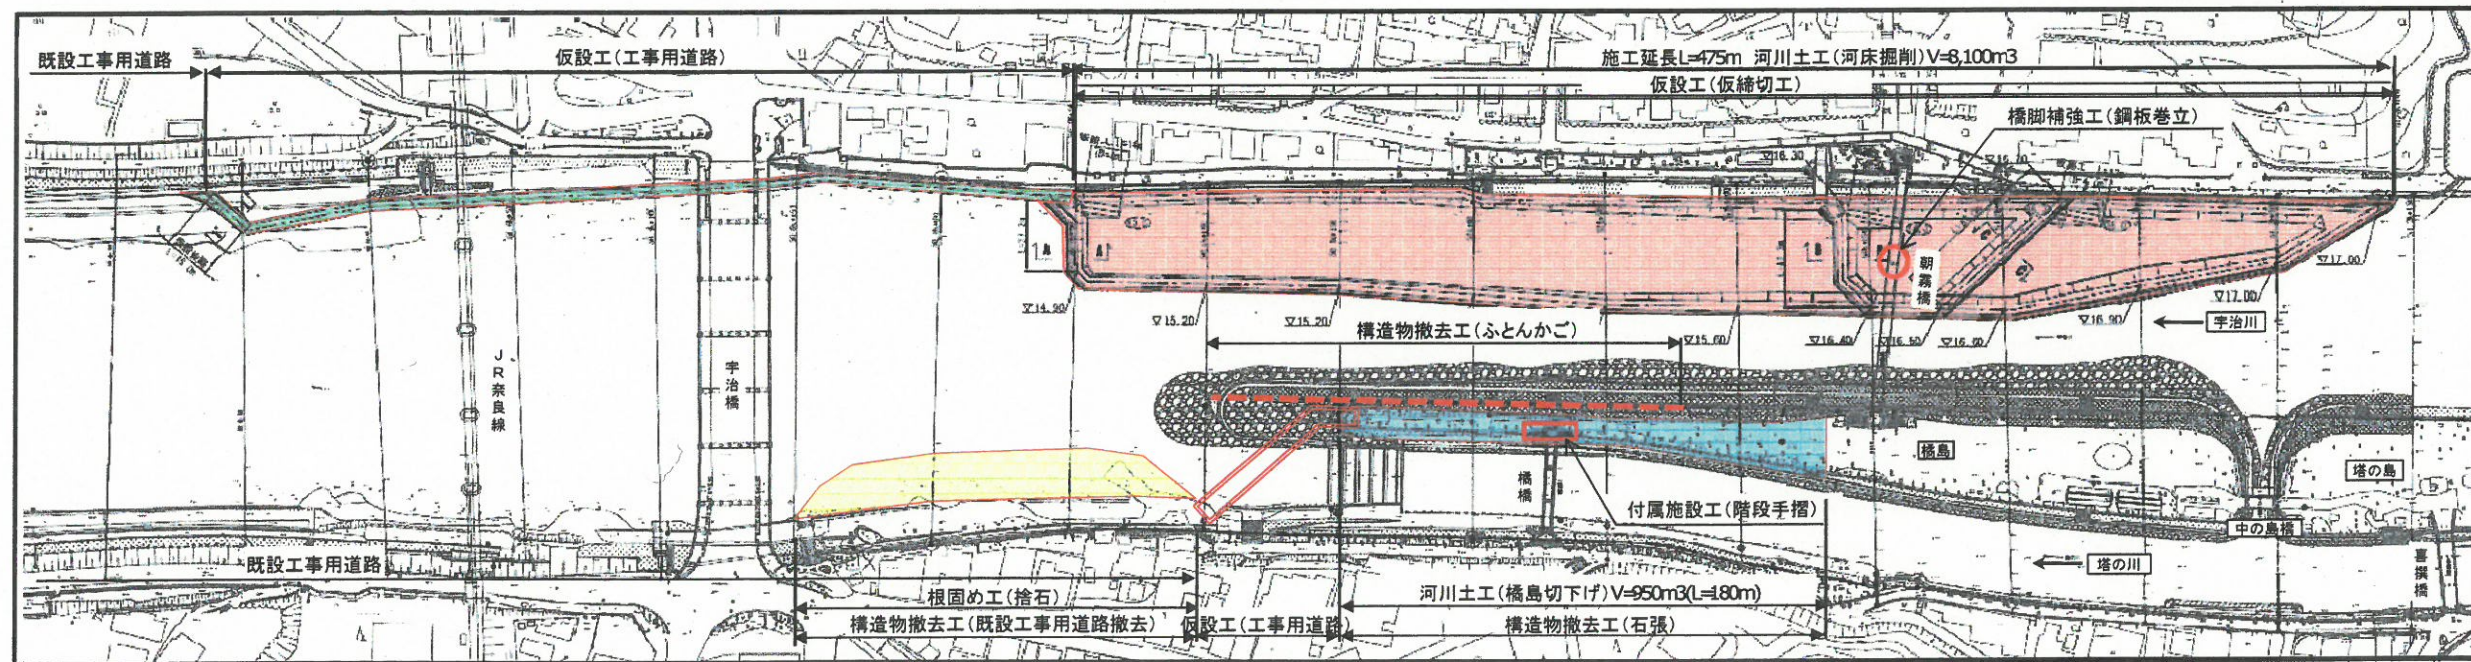 既設工事用道路
仮設工(工事用道路)
施工延長L=475m 河川土工(河床掘削)V=8,100m3
仮設工(仮締切工)
橋脚補強工(鋼板巻立)
▽16.30
朝霧橋
▽17.00
▽17.00
▽16.90
▽14.90
▽15.20
▽15.20
▽15.60
▽16.40
▽16.50
▽16.60
宇治川
構造物撤去工(ふとんかご)
JR奈良線
宇治橋
橘島
塔の島
橘橋
付属施設工(階段手摺)
中の島橋
塔の川
喜撰橋
既設工事用道路
根固め工(捨石)
河川土工(橘島切下げ)V=950m3(L=180m)
構造物撤去工(既設工事用道路撤去)
仮設工(工事用道路)
構造物撤去工(石張)